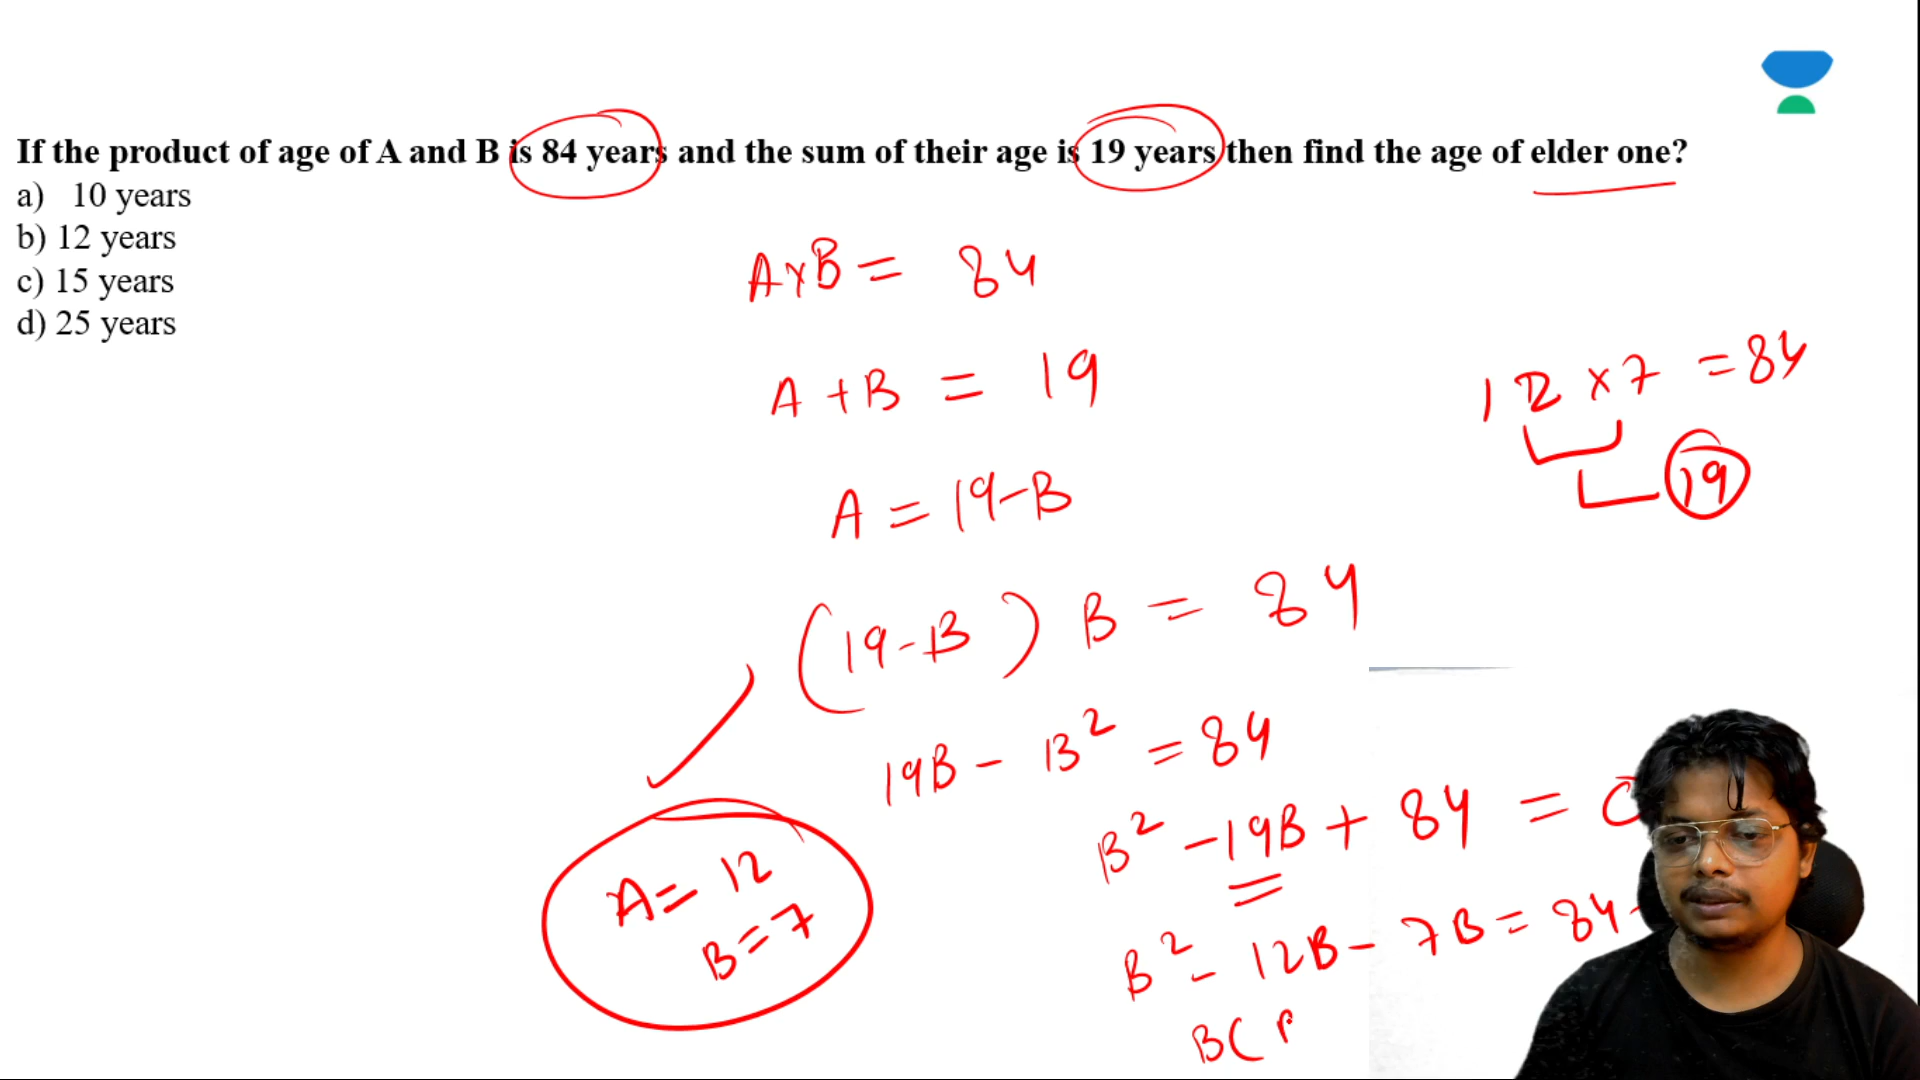 If the product of age of A and B is 84 years and the sum of their age is 19 years then find the age of elder one?
a) 10 years
b) 12 years
c) 15 years
d) 25 years
A×B = 84
A + B = 19
A = 19-B
12 × 7 = 84
19
(19-B) B = 84
19B - B² = 84
B² - 19B + 84 =
B² - 12B - 7B = 84
B(
A = 12
B = 7